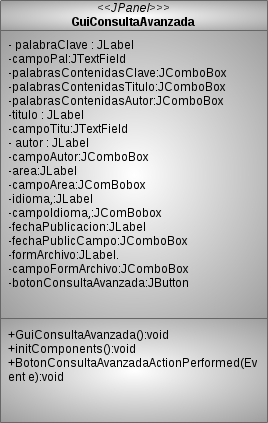 <<JPanel>>>
GuiConsultaAvanzada
- palabraClave : JLabel
-campoPal:JTextField
-palabrasContenidasClave:JComboBox
-palabrasContenidasTitulo:JComboBox
-palabrasContenidasAutor:JComboBox
-titulo : JLabel
-campoTitu:JTextField
- autor : JLabel
-campoAutor:JComboBox
-area:JLabel
-campoArea:JComBobox
-idioma,:JLabel
-campoIdioma,:JComBobox
-fechaPublicacion:JLabel
-fechaPublicCampo:JComboBox
-formArchivo:JLabel.
-campoFormArchivo:JComboBox
-botonConsultaAvanzada:JButton
+GuiConsultaAvanzada():void
+initComponents():void
+BotonConsultaAvanzadaActionPerformed(Ev
ent e):void